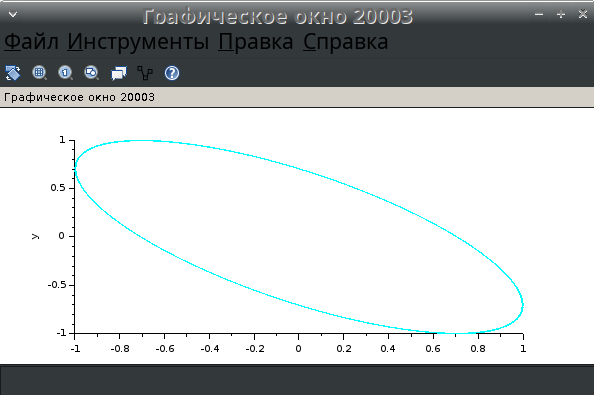 Графическое окно 20003
Файл Инструменты Правка Справка
Графическое окно 20003
1
0.5
0
-0.5
-1
y
-1 -0.8 -0.6 -0.4 -0.2 0 0.2 0.4 0.6 0.8 1